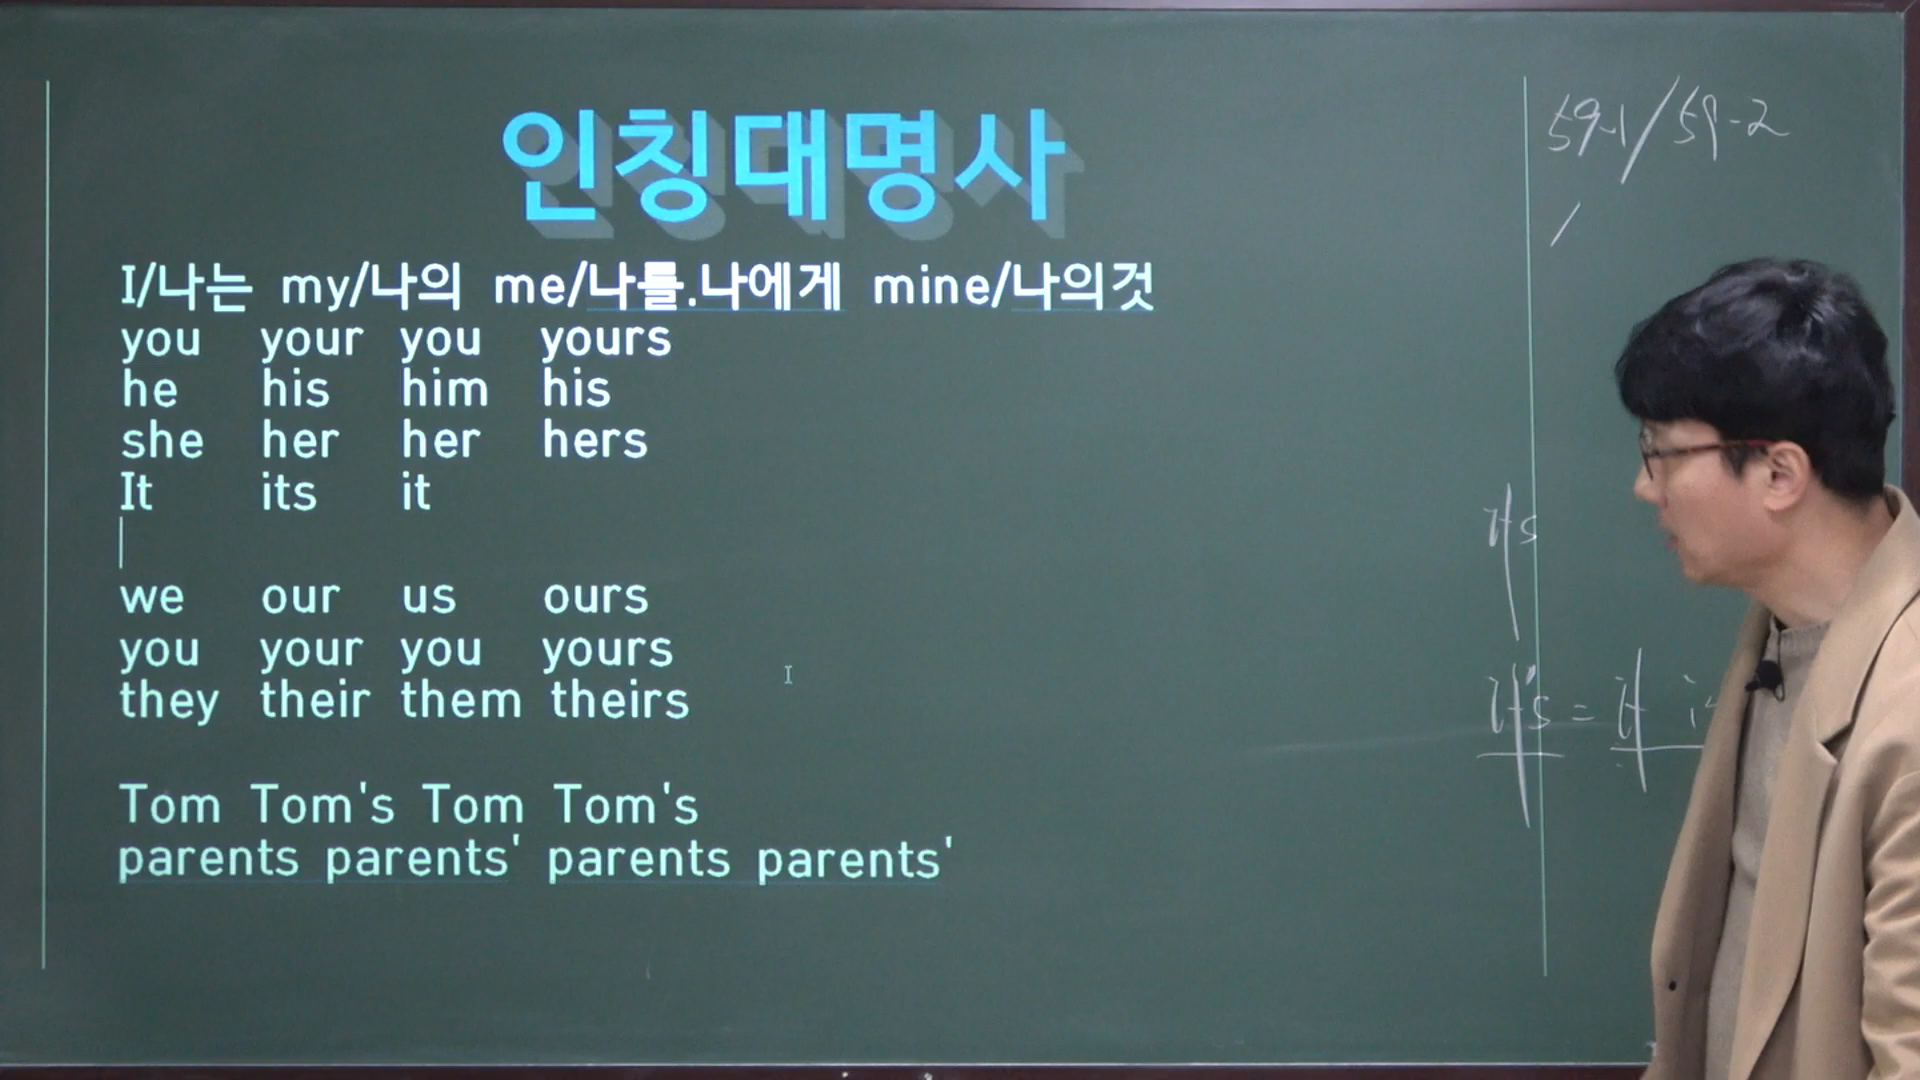 인칭대명사
I/나는 my/나의 me/나를.나에게 mine/나의것
you your you yours
he his him his
she her her hers
It its it
we our us ours
you your you yours
they their them theirs
Tom Tom's Tom Tom's
parents parents' parents parents'
59-1/59-2
/
its
it's = it